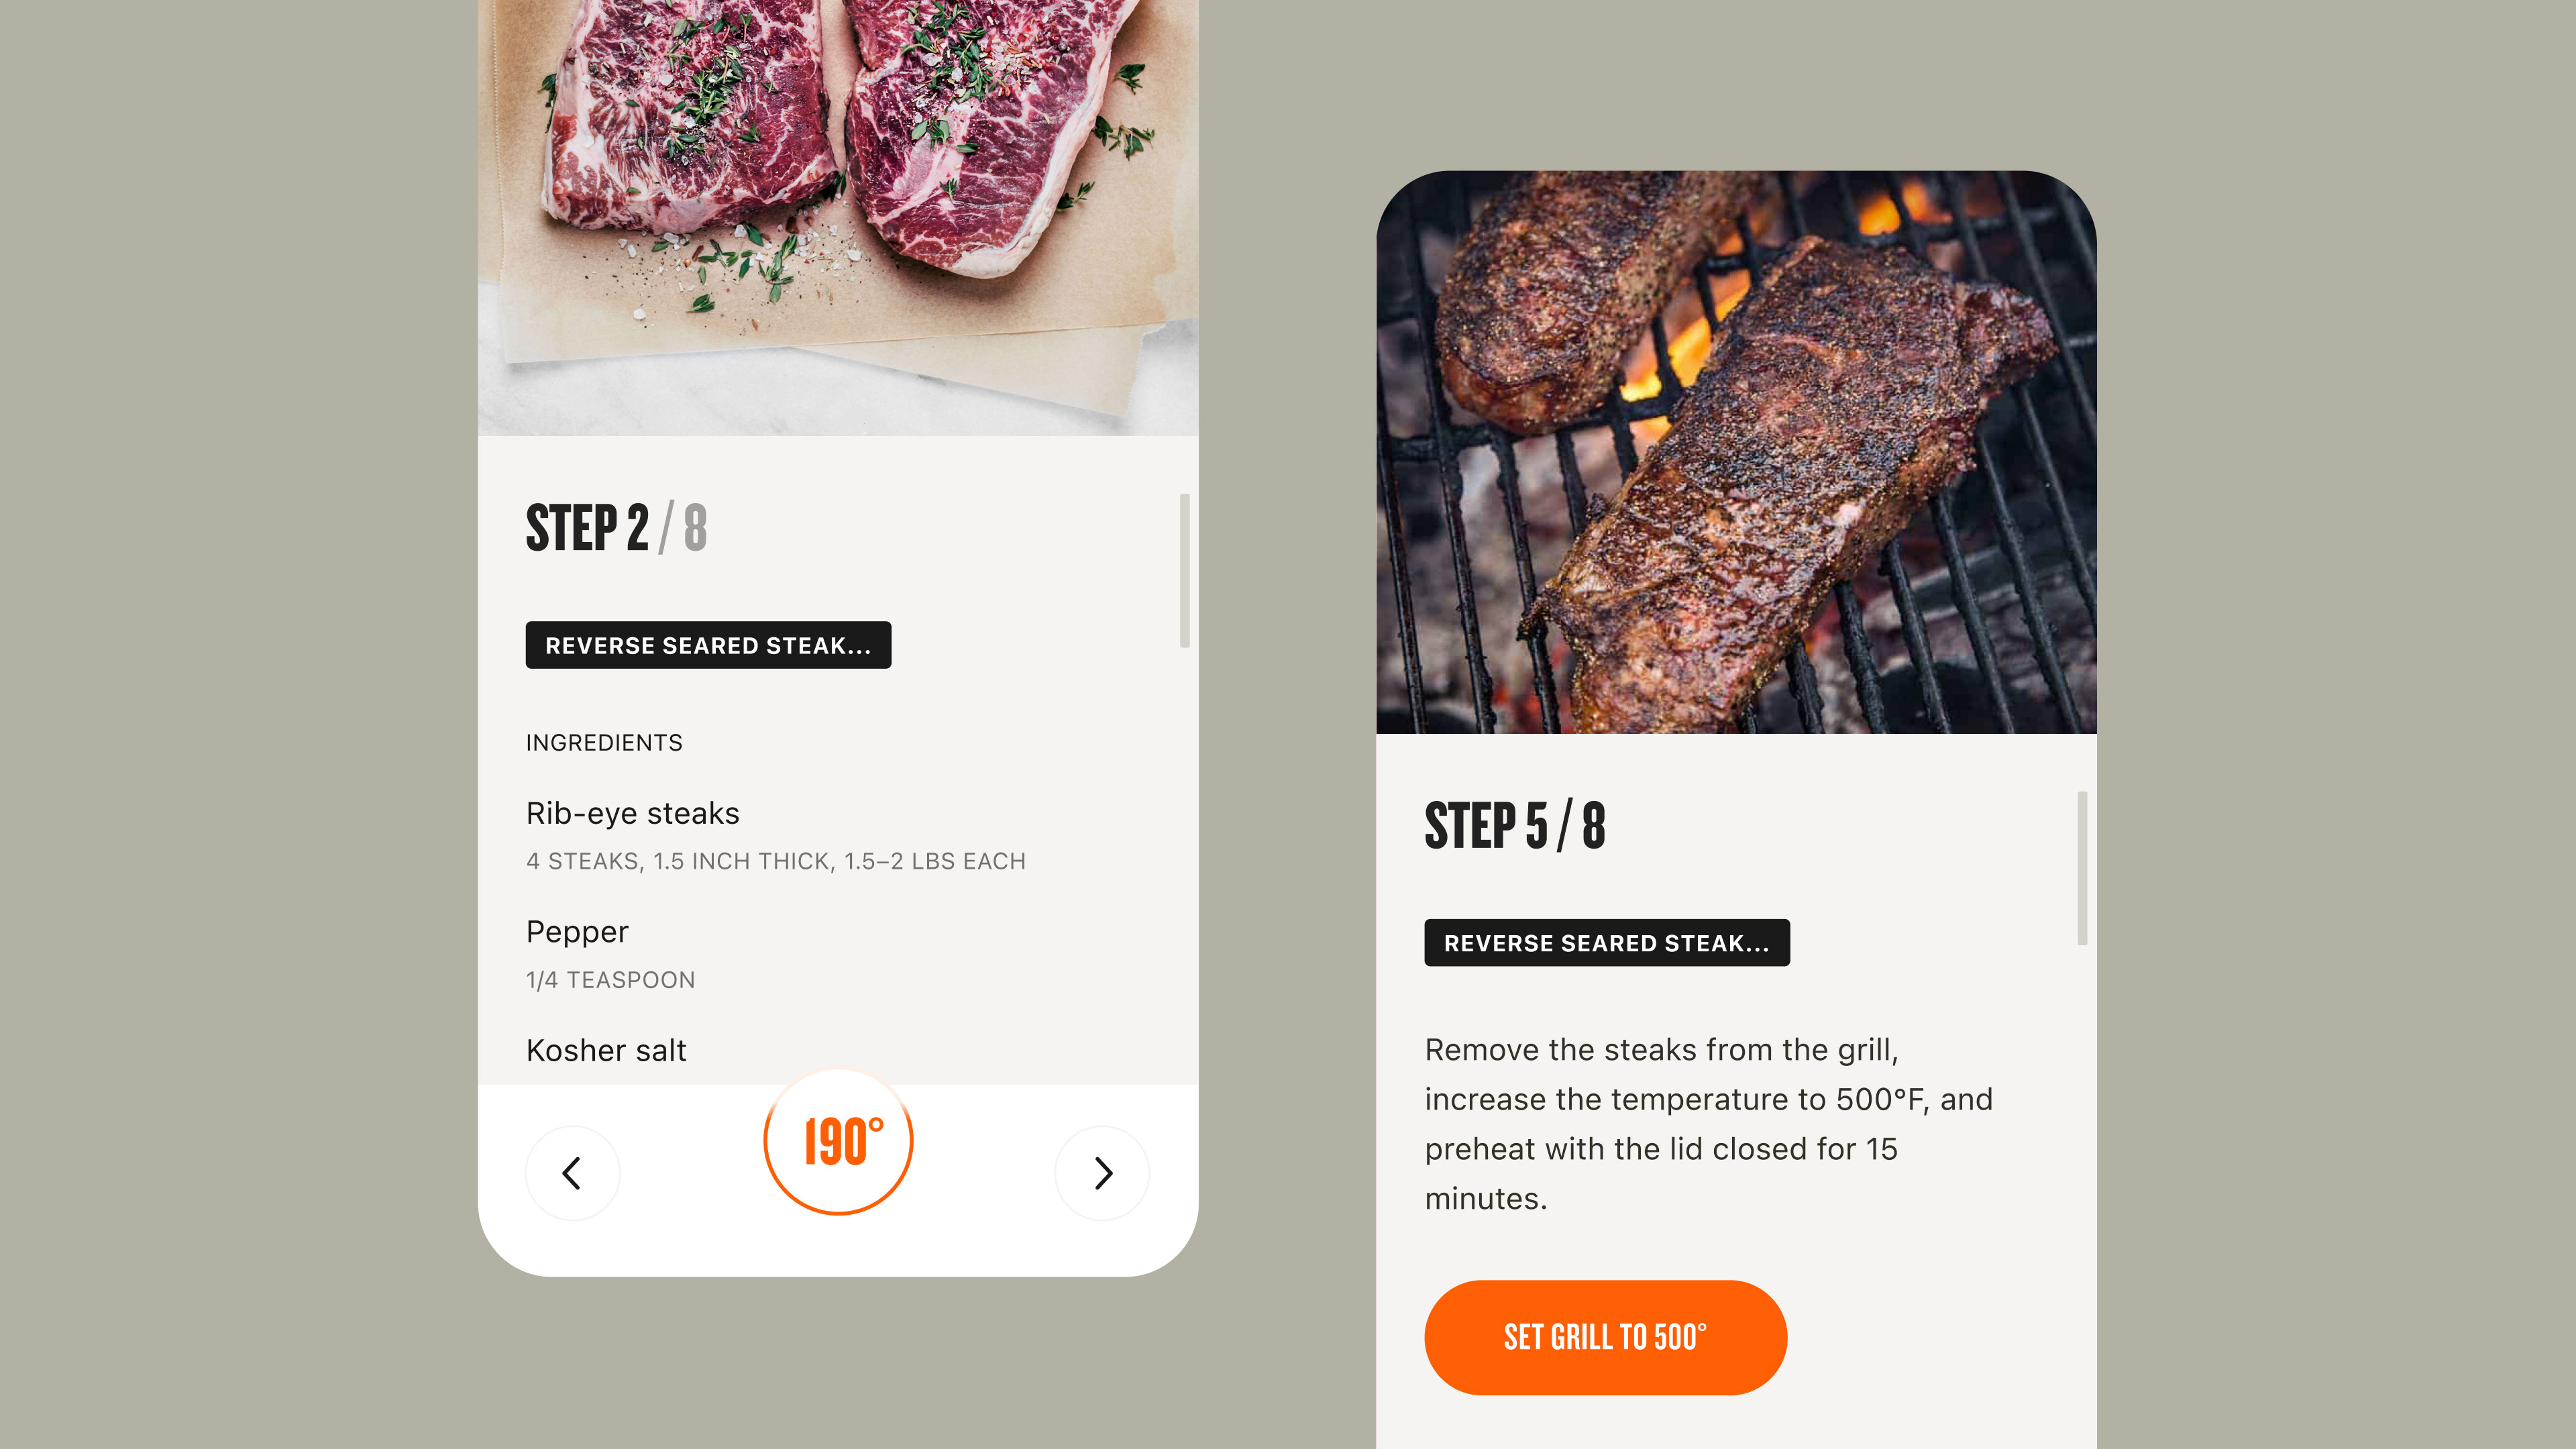 STEP 2 / 8
REVERSE SEARED STEAK...
INGREDIENTS
Rib-eye steaks
4 STEAKS, 1.5 INCH THICK, 1.5–2 LBS EACH
Pepper
1/4 TEASPOON
Kosher salt
190°
STEP 5 / 8
REVERSE SEARED STEAK...
Remove the steaks from the grill,
increase the temperature to 500°F, and
preheat with the lid closed for 15
minutes.
SET GRILL TO 500°